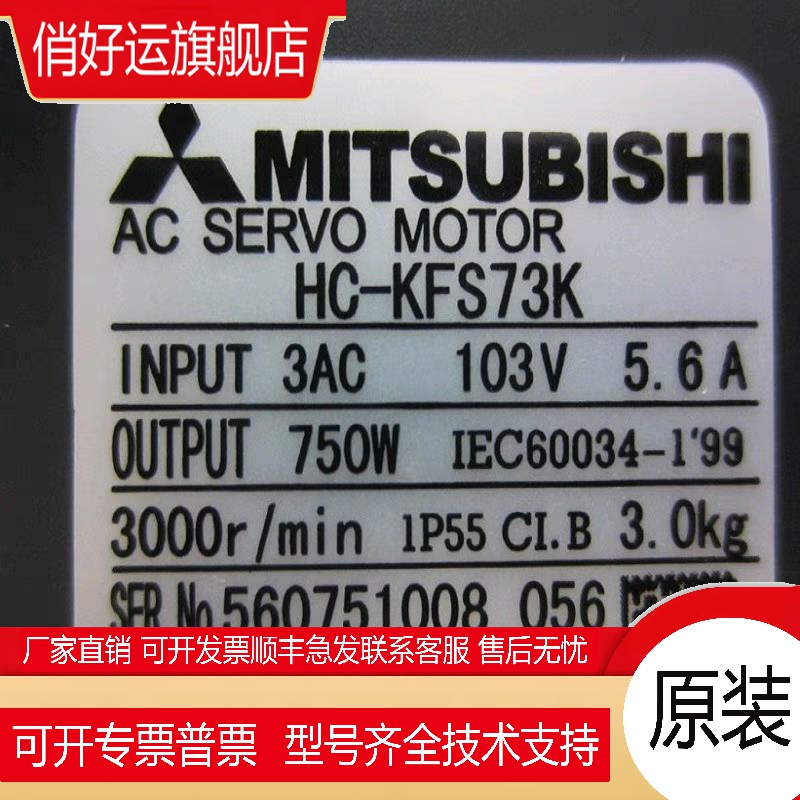 俏好运旗舰店
MITSUBISHI
AC SERVO MOTOR
HC-KFS73K
INPUT 3AC 103V 5.6A
OUTPUT 750W IEC60034-1'99
3000r/min IP55 CI.B 3.0kg
SER.No.560751008 056
厂家直销 可开发票顺丰急发联系客服 售后无忧
可开专票普票 型号齐全技术支持
原装